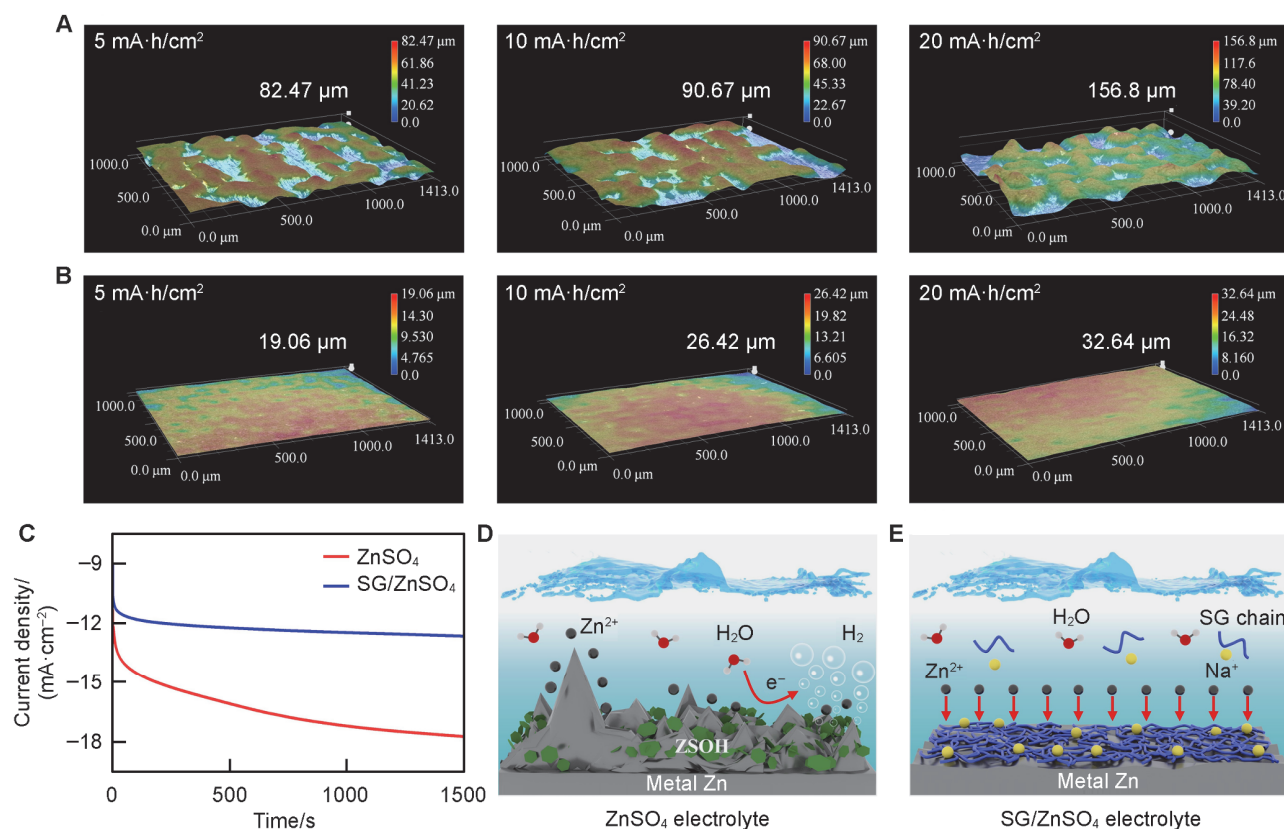 A
5 mA·h/cm²
82.47 μm
61.86
41.23
20.62
0.0
82.47 μm
1000.0
500.0
0.0 μm
0.0 μm
500.0
1000.0
1413.0
10 mA·h/cm²
90.67 μm
68.00
45.33
22.67
0.0
90.67 μm
1000.0
500.0
0.0 μm
0.0 μm
500.0
1000.0
1413.0
20 mA·h/cm²
156.8 μm
117.6
78.40
39.20
0.0
156.8 μm
1000.0
500.0
0.0 μm
0.0 μm
500.0
1000.0
1413.0
B
5 mA·h/cm²
19.06 μm
14.30
9.530
4.765
0.0
19.06 μm
1000.0
500.0
0.0 μm
0.0 μm
500.0
1000.0
1413.0
10 mA·h/cm²
26.42 μm
19.82
13.21
6.605
0.0
26.42 μm
1000.0
500.0
0.0 μm
0.0 μm
500.0
1000.0
1413.0
20 mA·h/cm²
32.64 μm
24.48
16.32
8.160
0.0
32.64 μm
1000.0
500.0
0.0 μm
0.0 μm
500.0
1000.0
1413.0
C
Current density/
(mA·cm⁻²)
−9
−12
−15
−18
ZnSO₄
SG/ZnSO₄
0
500
1000
1500
Time/s
D
Zn²⁺
H₂O
H₂
e⁻
ZSOH
Metal Zn
ZnSO₄ electrolyte
E
H₂O
SG chain
Zn²⁺
Na⁺
Metal Zn
SG/ZnSO₄ electrolyte